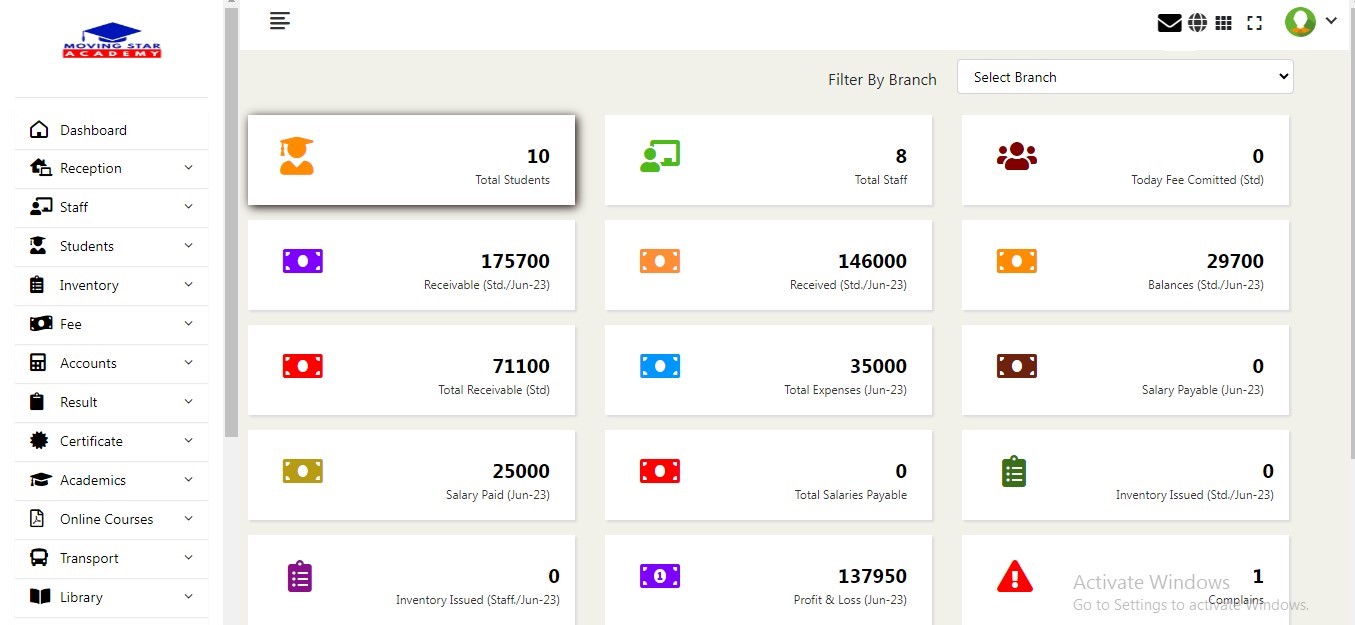 MOVING STAR
ACADEMY
Filter By Branch
Select Branch
Dashboard
Reception
Staff
Students
Inventory
Fee
Accounts
Result
Certificate
Academics
Online Courses
Transport
Library
10
Total Students
8
Total Staff
0
Today Fee Comitted (Std)
175700
Receivable (Std./Jun-23)
146000
Received (Std./Jun-23)
29700
Balances (Std./Jun-23)
71100
Total Receivable (Std)
35000
Total Expenses (Jun-23)
0
Salary Payable (Jun-23)
25000
Salary Paid (Jun-23)
0
Total Salaries Payable
0
Inventory Issued (Std./Jun-23)
0
Inventory Issued (Staff./Jun-23)
1
137950
Profit & Loss (Jun-23)
1
Complains
Activate Windows
Go to Settings to activate Windows.